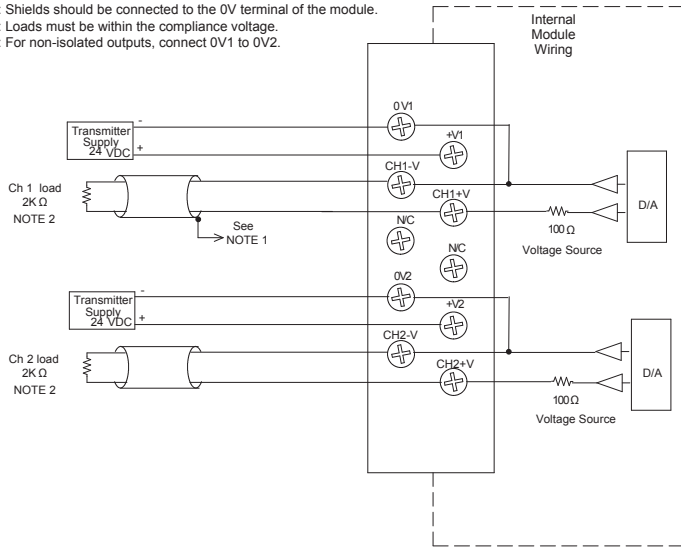 : Shields should be connected to the 0V terminal of the module.
: Loads must be within the compliance voltage.
: For non-isolated outputs, connect 0V1 to 0V2.
Internal
Module
Wiring
0V1
-
Transmitter
Supply
24 VDC
+
+V1
CH1-V
Ch 1 load
2K Ω
NOTE 2
CH1+V
See
NOTE 1
N/C
100 Ω
D/A
Voltage Source
N/C
0V2
-
Transmitter
Supply
24 VDC
+
+V2
CH2-V
Ch 2 load
2K Ω
NOTE 2
CH2+V
100 Ω
D/A
Voltage Source